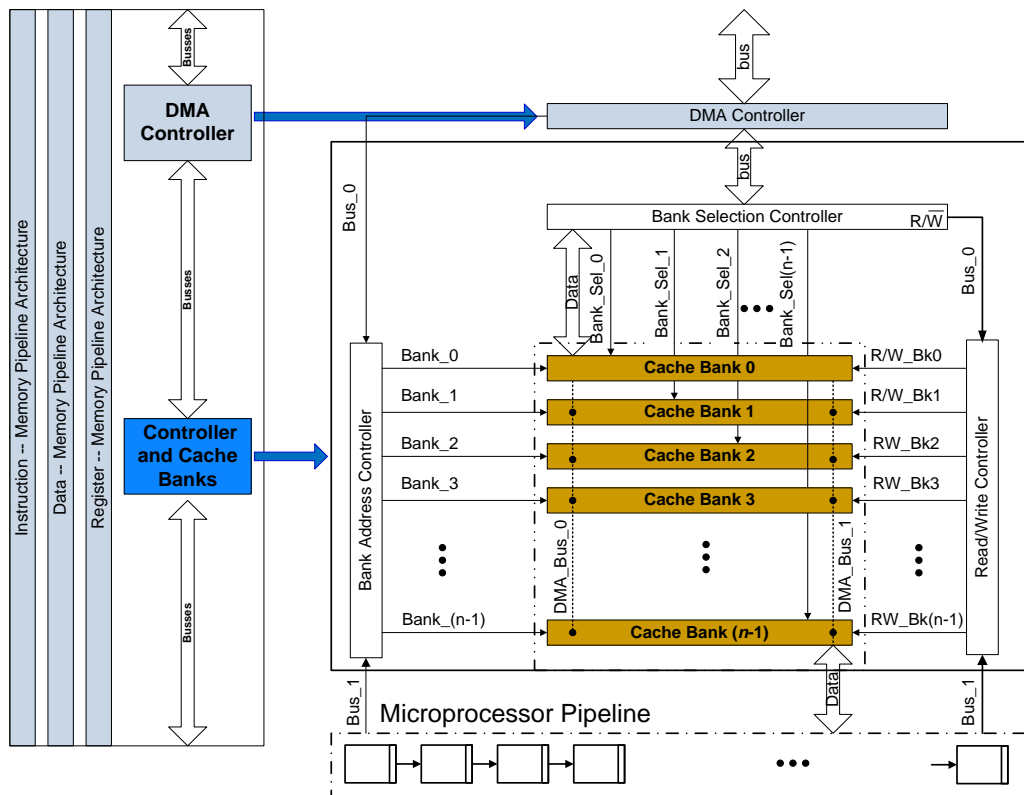 Instruction -- Memory Pipeline Architecture
Data -- Memory Pipeline Architecture
Register -- Memory Pipeline Architecture
Busses
DMA
Controller
Busses
Controller
and Cache
Banks
Busses
bus
DMA Controller
bus
Bus_0
Bank Selection Controller
R/W̅
Bus_0
Data
Bank_Sel_0
Bank_Sel_1
Bank_Sel_2
Bank_Sel(n-1)
Bank Address Controller
Bank_0
Cache Bank 0
R/W_Bk0
Bank_1
Cache Bank 1
R/W_Bk1
Bank_2
Cache Bank 2
RW_Bk2
Bank_3
Cache Bank 3
RW_Bk3
DMA_Bus_0
DMA_Bus_1
Read/Write Controller
Bank_(n-1)
Cache Bank (n-1)
RW_Bk(n-1)
Bus_1
Data
Bus_1
Microprocessor Pipeline